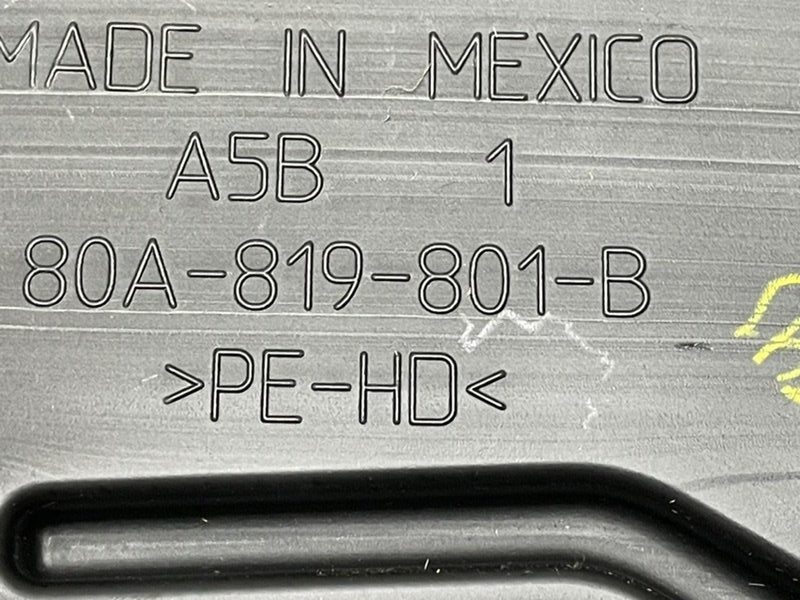 MADE IN MEXICO
A5B 1
80A-819-801-B
>PE-HD<